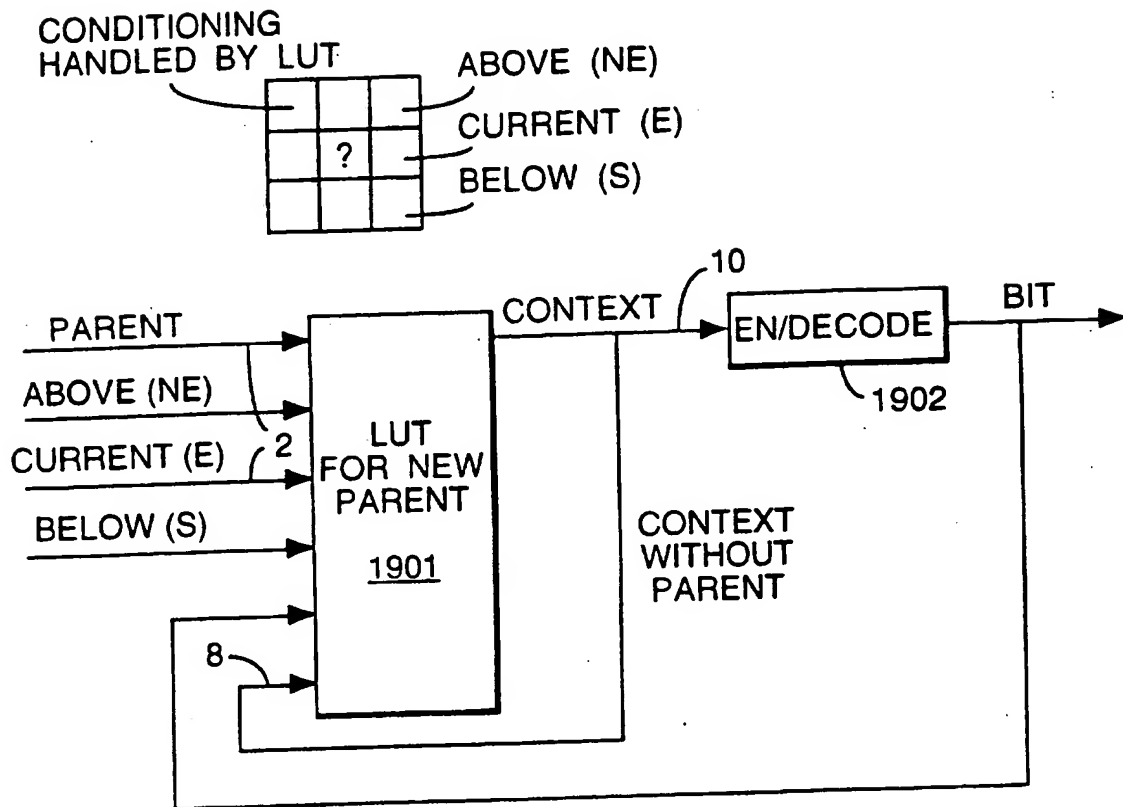 CONDITIONING
HANDLED BY LUT
ABOVE (NE)
CURRENT (E)
?
BELOW (S)
10
CONTEXT
BIT
PARENT
EN/DECODE
1902
ABOVE (NE)
2
CURRENT (E)
LUT
FOR NEW
PARENT
1901
BELOW (S)
CONTEXT
WITHOUT
PARENT
8